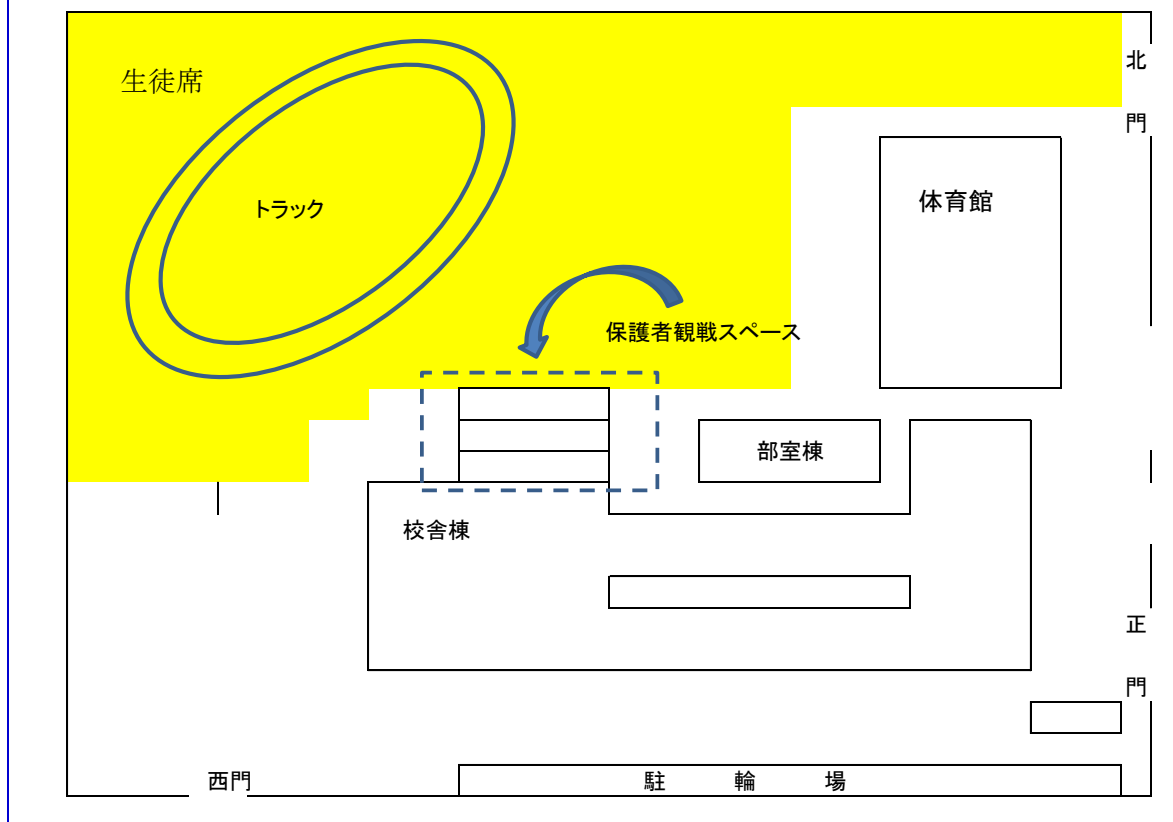 生徒席
北門
体育館
トラック
保護者観戦スペース
部室棟
校舎棟
正門
西門
駐輪場